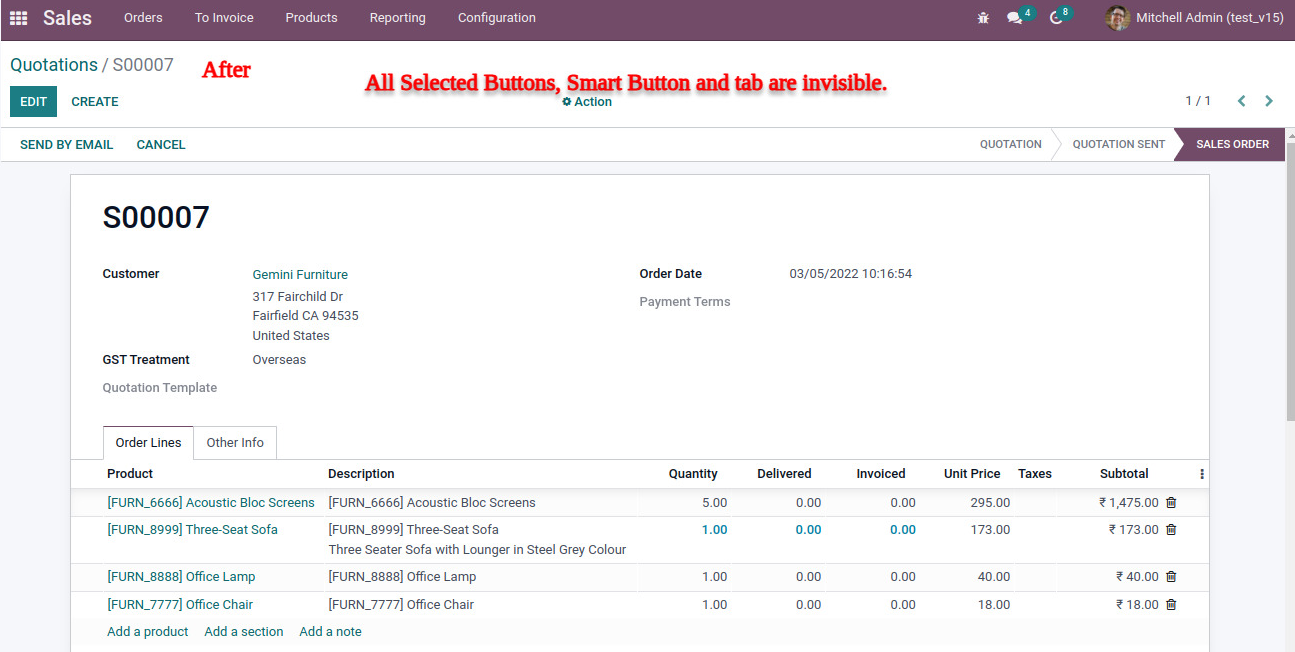 Sales Orders To Invoice Products Reporting Configuration 4 8 Mitchell Admin (test_v15)
Quotations / S00007 After
All Selected Buttons, Smart Button and tab are invisible.
EDIT CREATE Action 1 / 1
SEND BY EMAIL CANCEL QUOTATION QUOTATION SENT SALES ORDER
S00007
Customer Gemini Furniture Order Date 03/05/2022 10:16:54
317 Fairchild Dr Payment Terms
Fairfield CA 94535
United States
GST Treatment Overseas
Quotation Template
Order Lines Other Info
Product Description Quantity Delivered Invoiced Unit Price Taxes Subtotal
[FURN_6666] Acoustic Bloc Screens [FURN_6666] Acoustic Bloc Screens 5.00 0.00 0.00 295.00 ₹ 1,475.00
[FURN_8999] Three-Seat Sofa [FURN_8999] Three-Seat Sofa 1.00 0.00 0.00 173.00 ₹ 173.00
Three Seater Sofa with Lounger in Steel Grey Colour
[FURN_8888] Office Lamp [FURN_8888] Office Lamp 1.00 0.00 0.00 40.00 ₹ 40.00
[FURN_7777] Office Chair [FURN_7777] Office Chair 1.00 0.00 0.00 18.00 ₹ 18.00
Add a product Add a section Add a note